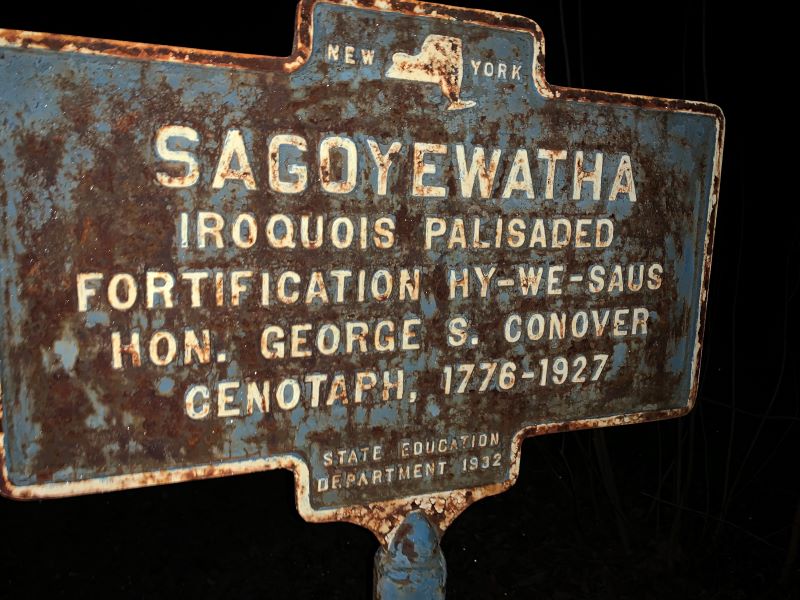 NEW YORK
SAGOYEWATHA
IROQUOIS PALISADED
FORTIFICATION HY-WE-SAUS
HON. GEORGE S. CONOVER
CENOTAPH, 1776-1927
STATE EDUCATION
DEPARTMENT 1932